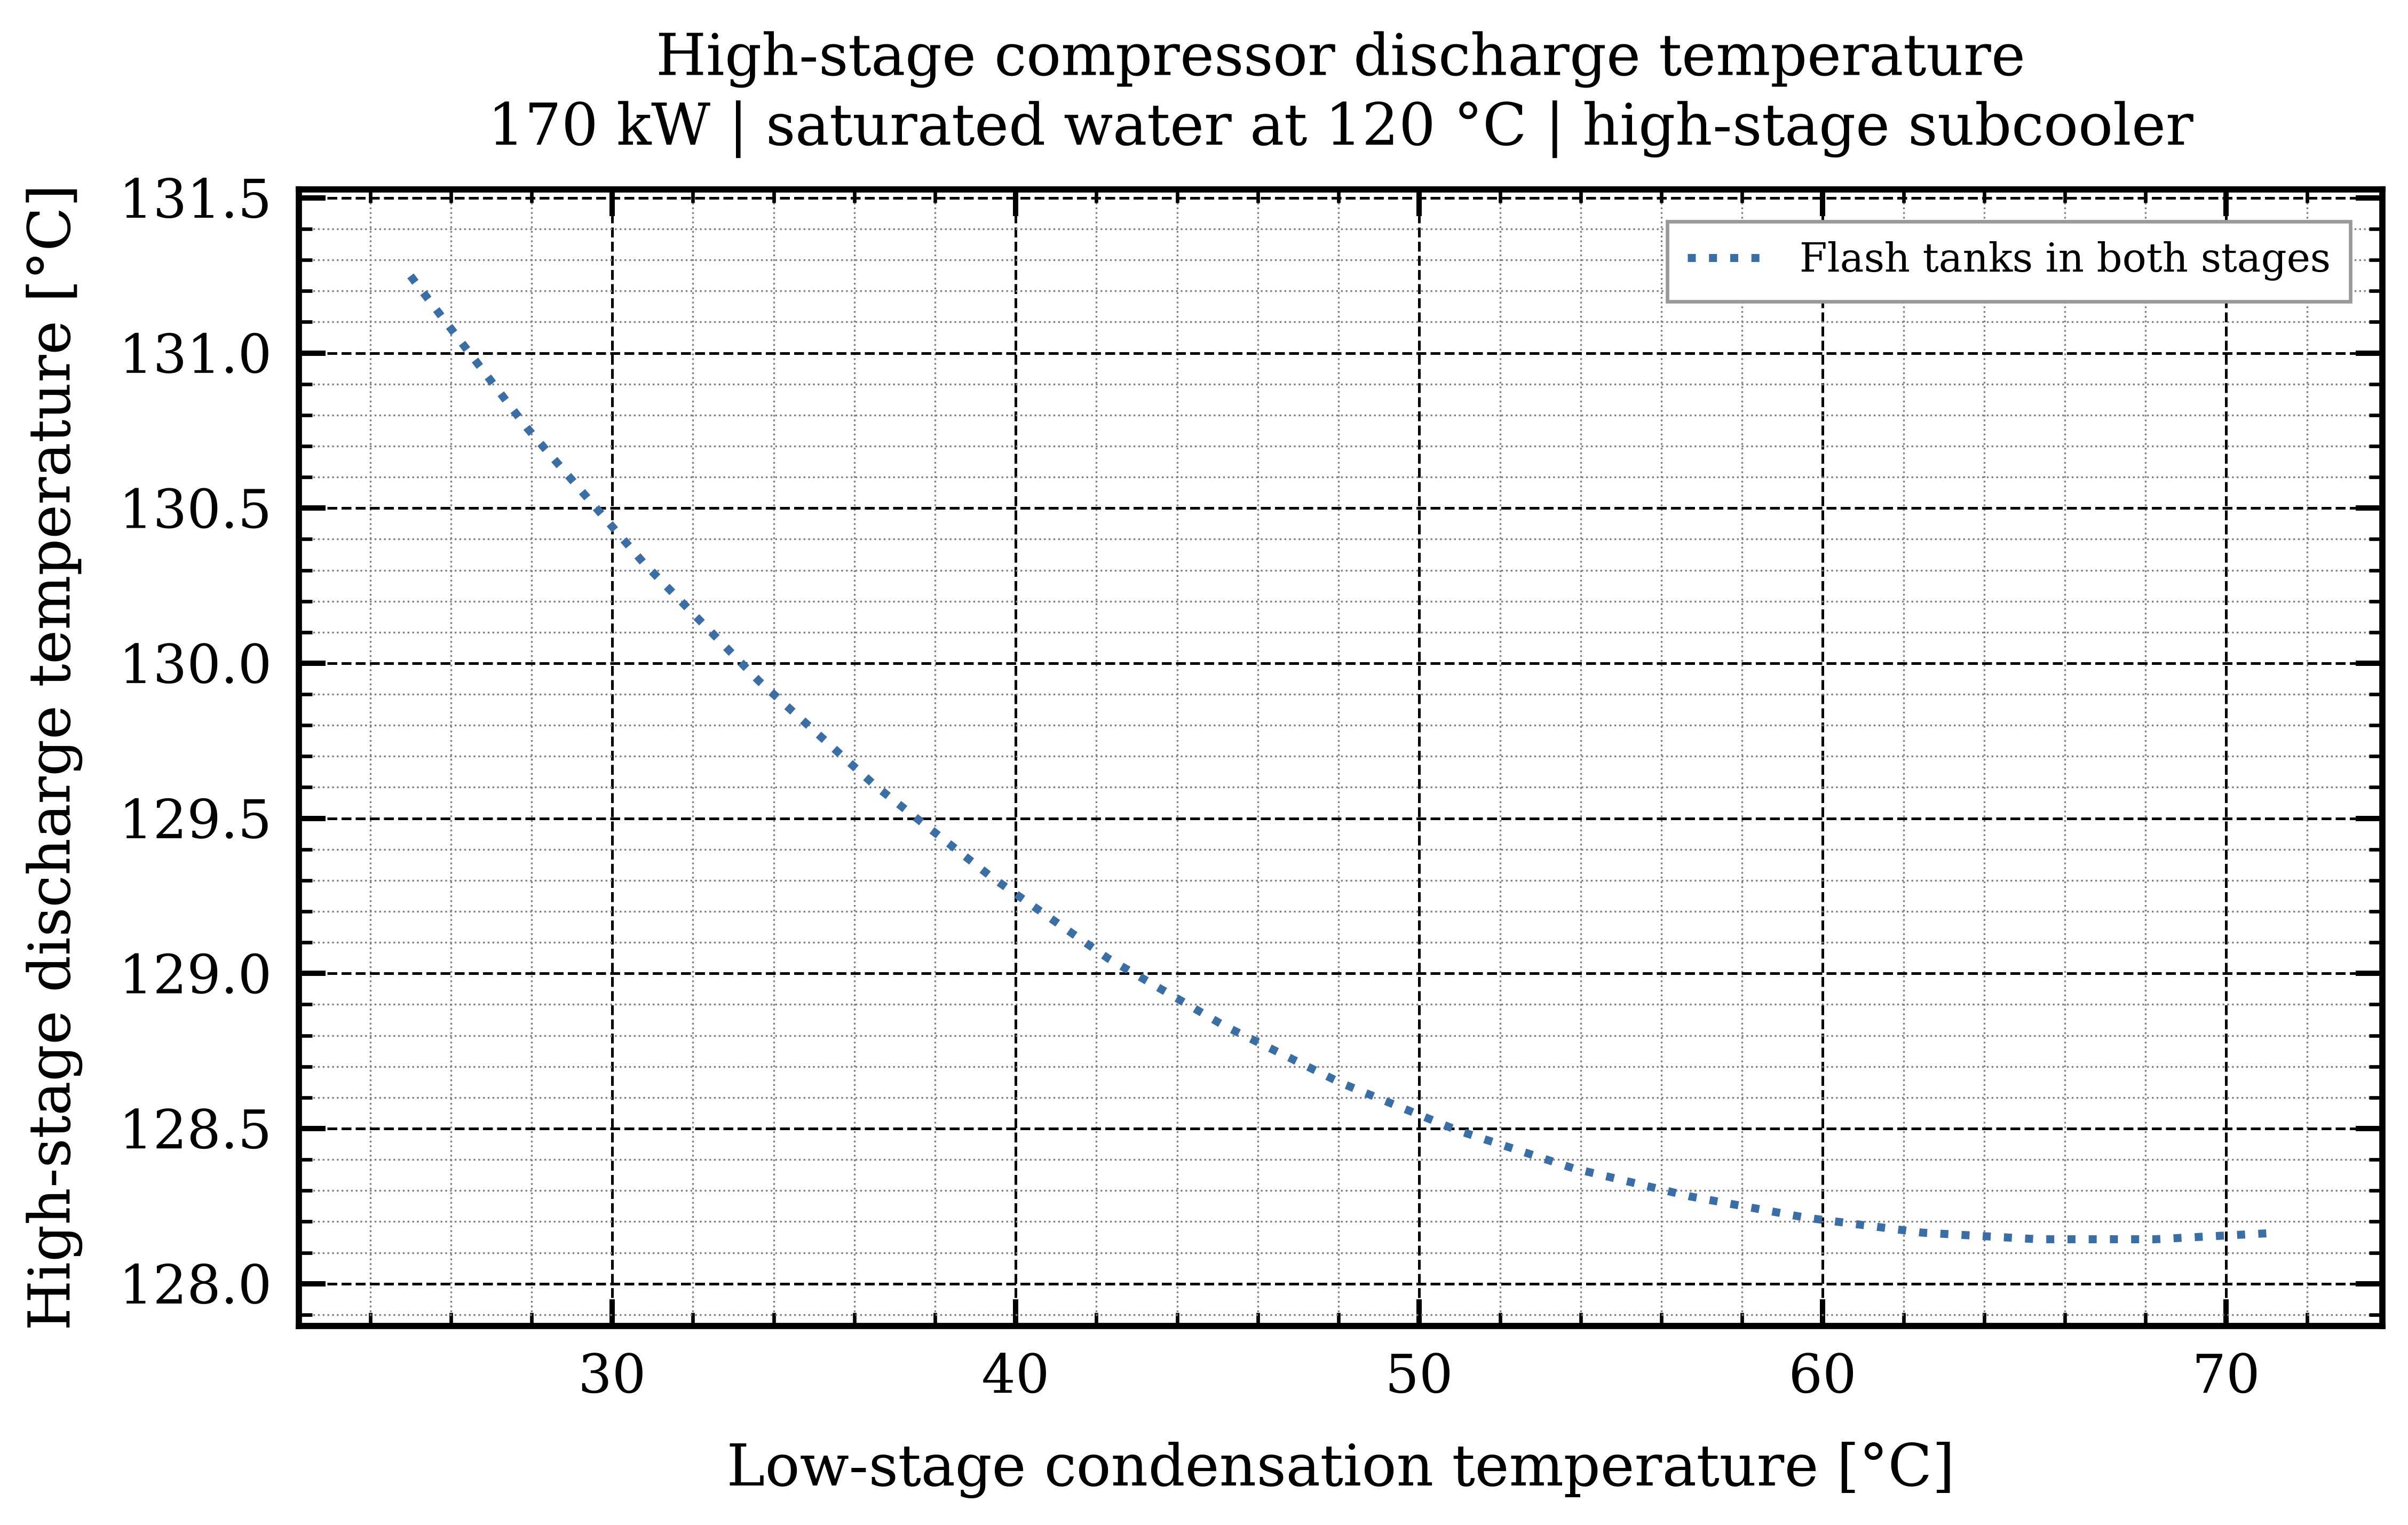 High-stage compressor discharge temperature
170 kW | saturated water at 120 °C | high-stage subcooler
High-stage discharge temperature [°C]
131.5
131.0
130.5
130.0
129.5
129.0
128.5
128.0
Flash tanks in both stages
30 40 50 60 70
Low-stage condensation temperature [°C]